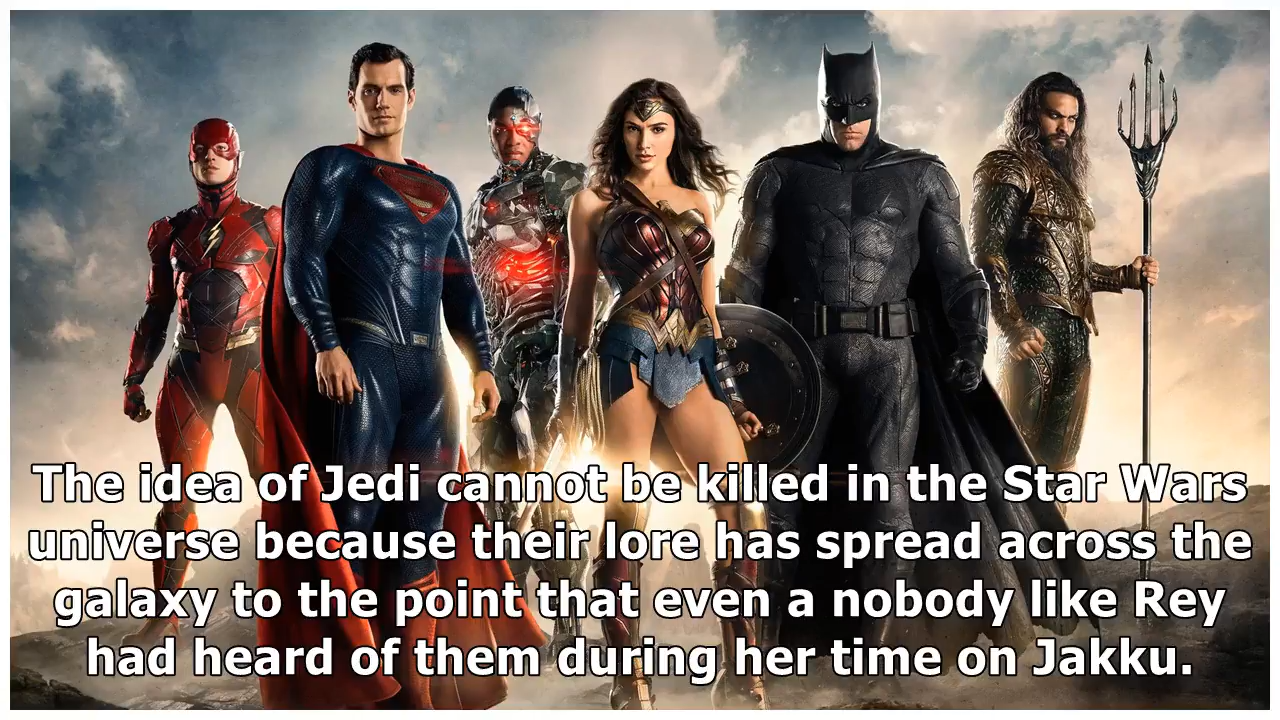 The idea of Jedi cannot be killed in the Star Wars
universe because their lore has spread across the
galaxy to the point that even a nobody like Rey
had heard of them during her time on Jakku.